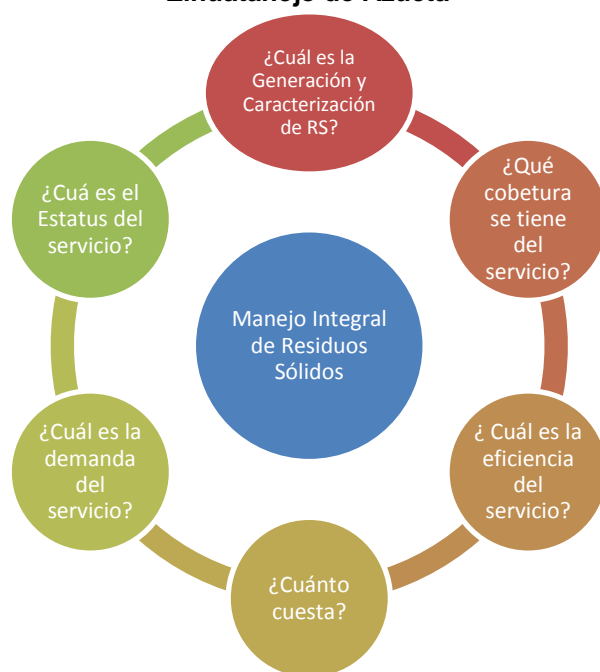 ¿Cuál es la
Generación y
Caracterización
de RS?
¿Qué
cobetura
se tiene
del
servicio?
¿ Cuál es la
eficiencia
del
servicio?
¿Cuánto
cuesta?
¿Cuál es la
demanda
del
servicio?
¿Cuá es el
Estatus del
servicio?
Manejo Integral
de Residuos
Sólidos